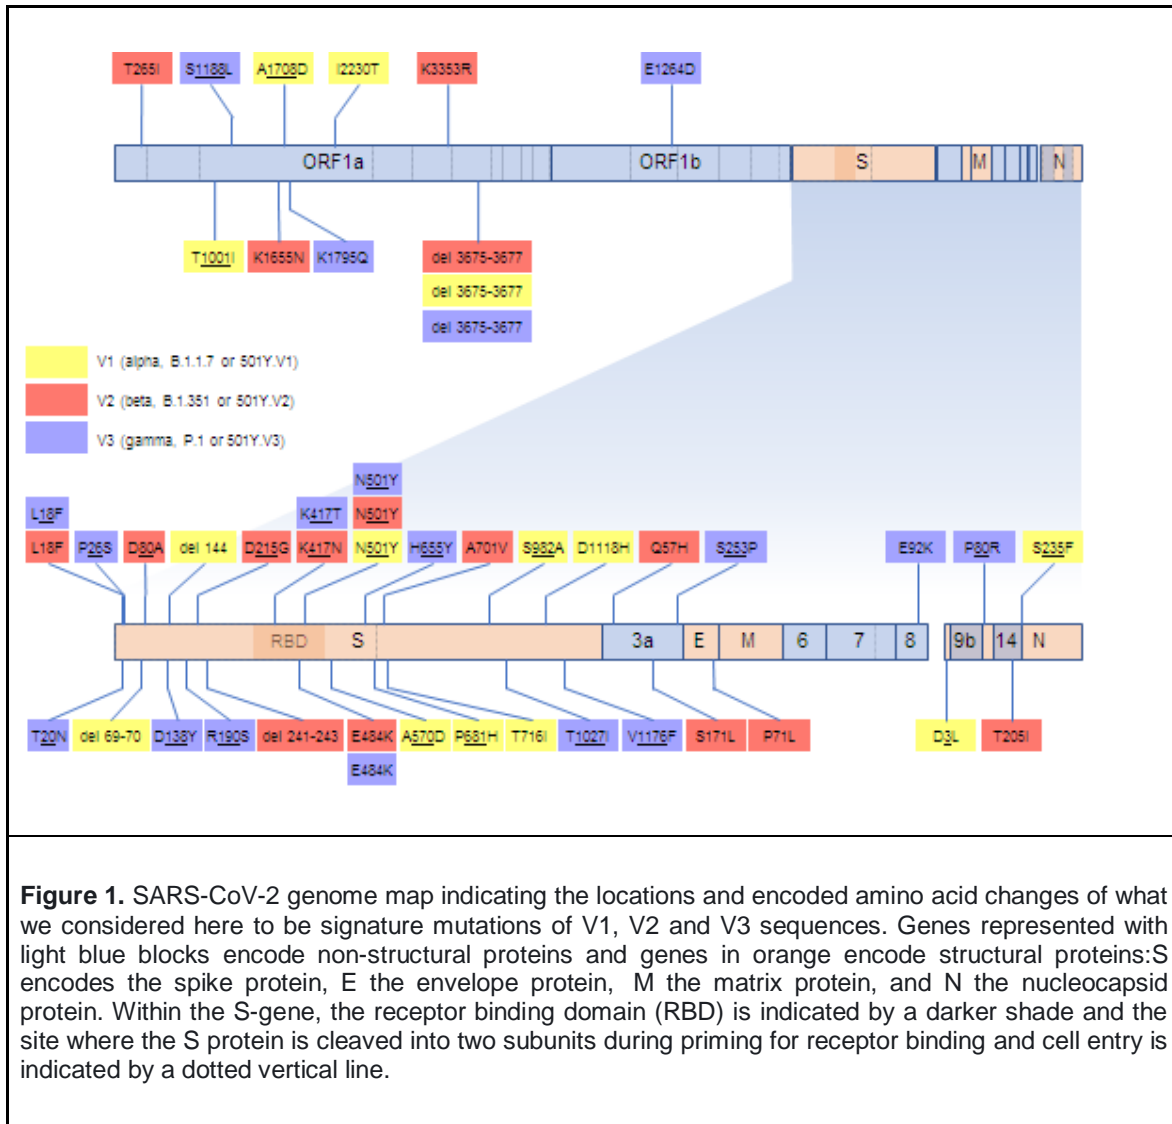 T265I S1188L A1708D I2230T K3353R E1264D
ORF1a ORF1b S M N
T1001I K1655N K1795Q del 3675-3677
del 3675-3677
del 3675-3677
V1 (alpha, B.1.1.7 or 501Y.V1)
V2 (beta, B.1.351 or 501Y.V2)
V3 (gamma, P.1 or 501Y.V3)
N501Y
L18F K417T N501Y
L18F P26S D80A del 144 D215G K417N N501Y H655Y A701V S982A D1118H Q57H S253P E92K P80R S235F
RBD S 3a E M 6 7 8 9b 14 N
T20N del 69-70 D138Y R190S del 241-243 E484K A570D P681H T716I T1027I V1176F S171L P71L D3L T205I
E484K
Figure 1. SARS-CoV-2 genome map indicating the locations and encoded amino acid changes of what
we considered here to be signature mutations of V1, V2 and V3 sequences. Genes represented with
light blue blocks encode non-structural proteins and genes in orange encode structural proteins:S
encodes the spike protein, E the envelope protein, M the matrix protein, and N the nucleocapsid
protein. Within the S-gene, the receptor binding domain (RBD) is indicated by a darker shade and the
site where the S protein is cleaved into two subunits during priming for receptor binding and cell entry is
indicated by a dotted vertical line.